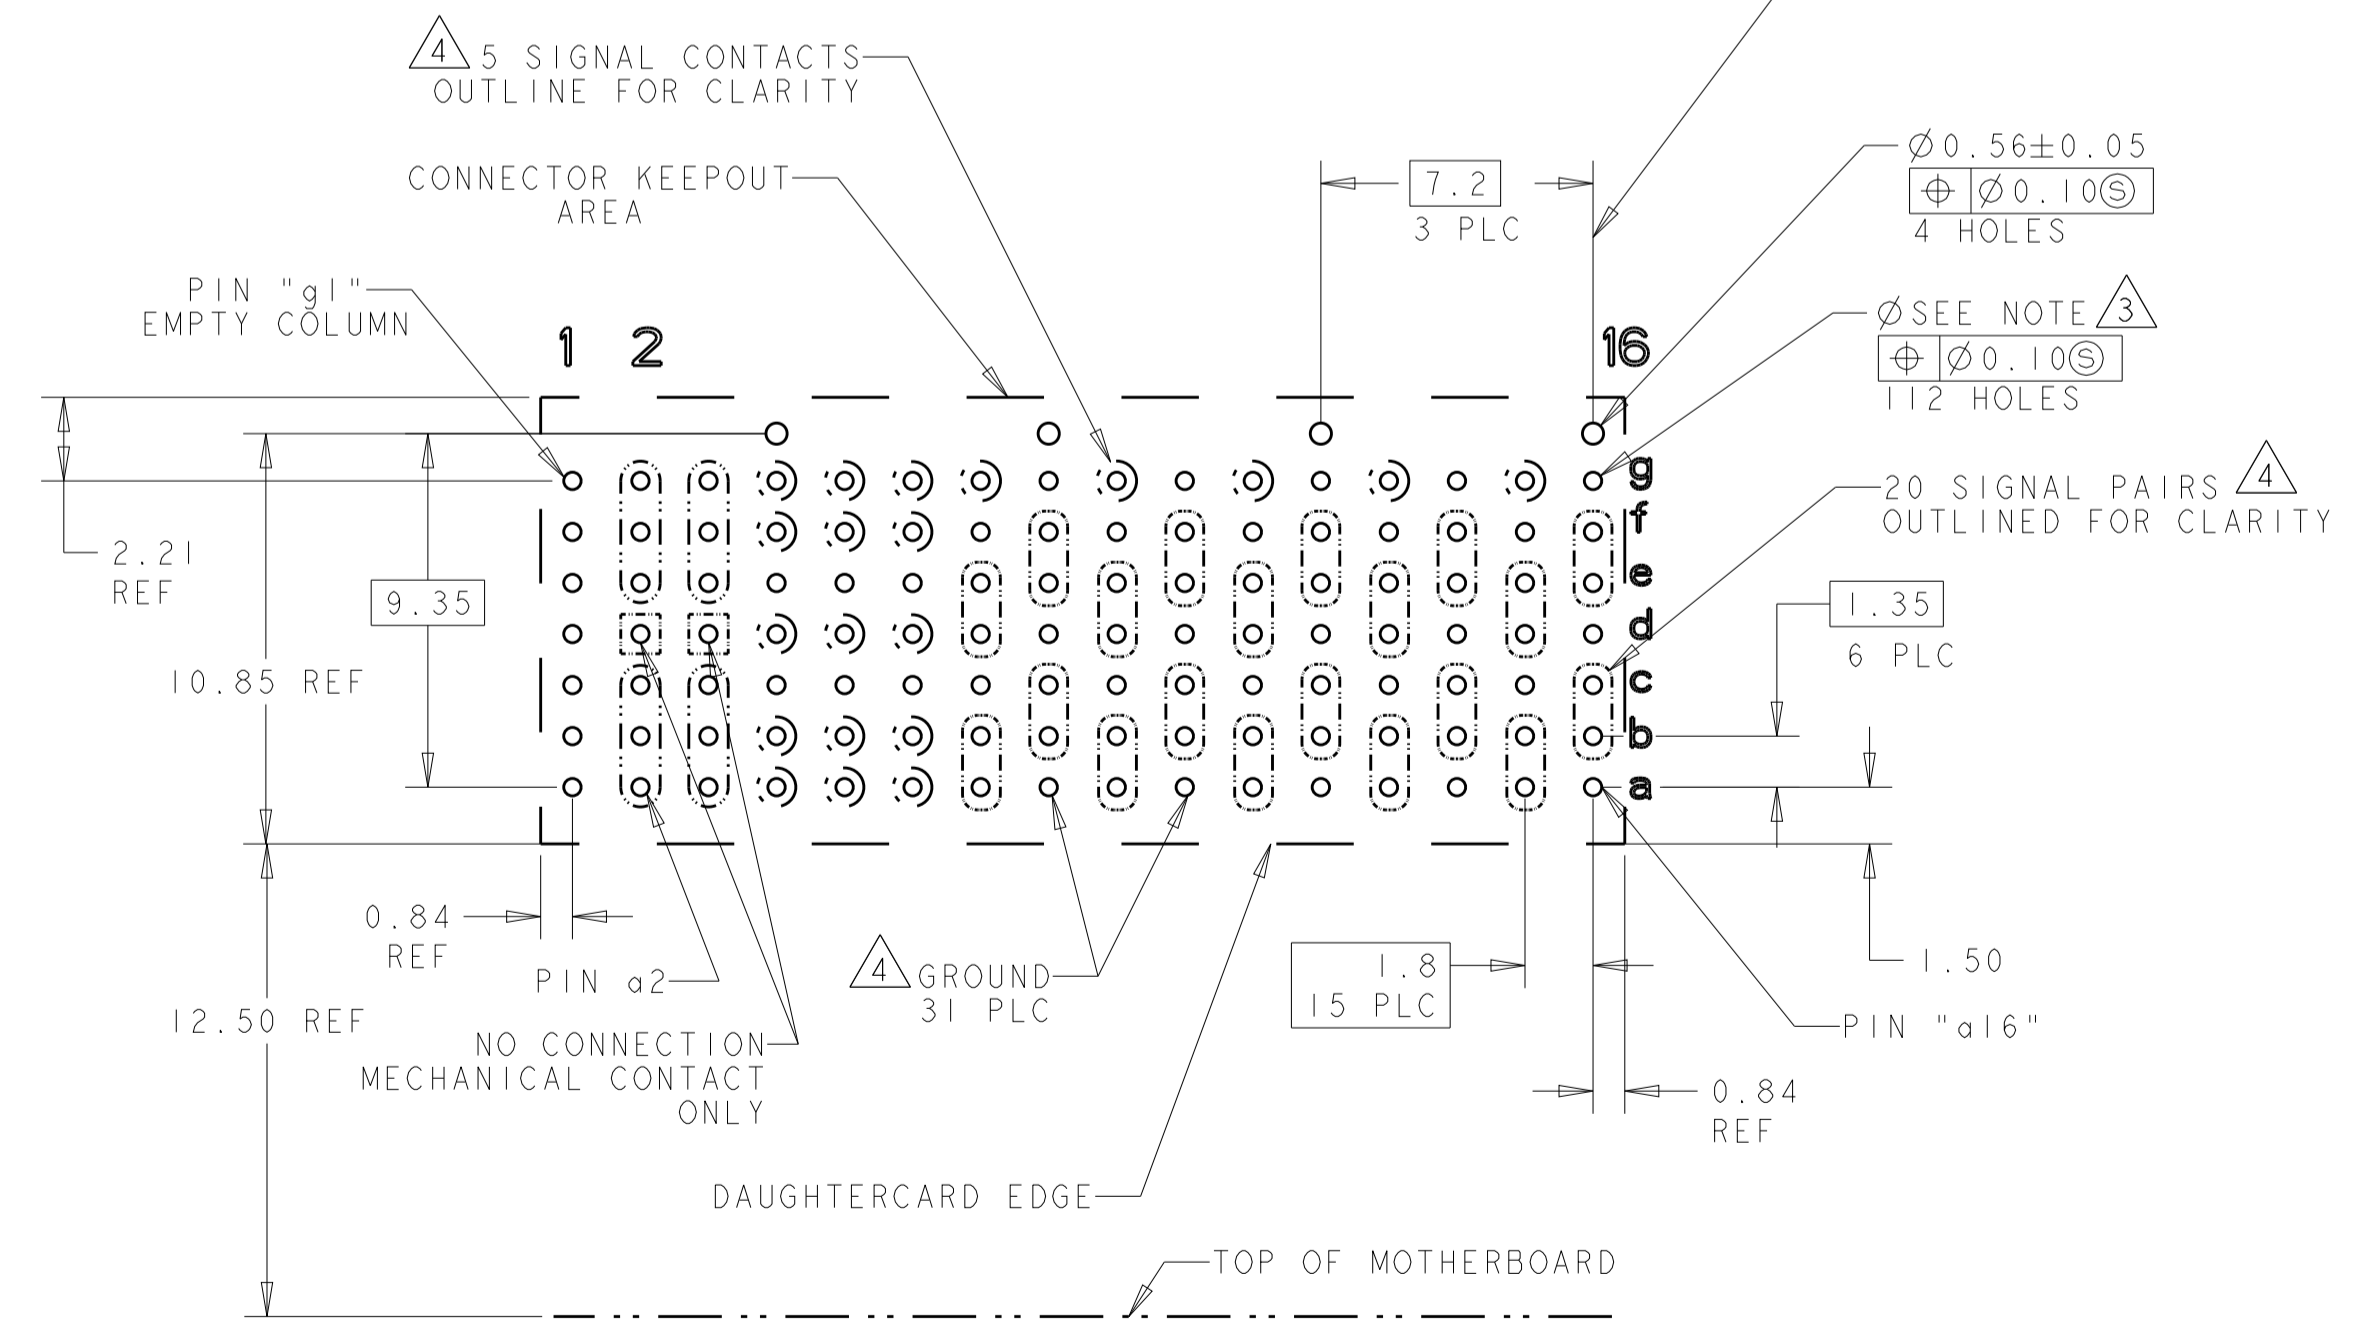 4 5 SIGNAL CONTACTS
OUTLINE FOR CLARITY
CONNECTOR KEEPOUT
AREA
PIN "g1"
EMPTY COLUMN
7.2
3 PLC
Ø0.56±0.05
⌖ Ø0.10Ⓢ
4 HOLES
ØSEE NOTE 3
⌖ Ø0.10Ⓢ
112 HOLES
1 2 16
20 SIGNAL PAIRS 4
OUTLINED FOR CLARITY
g
f
e
d
c
b
a
2.21
REF
9.35
10.85 REF
1.35
6 PLC
0.84
REF
PIN a2
4 GROUND
31 PLC
1.8
15 PLC
1.50
12.50 REF
PIN "a16"
NO CONNECTION
MECHANICAL CONTACT
ONLY
0.84
REF
DAUGHTERCARD EDGE
TOP OF MOTHERBOARD